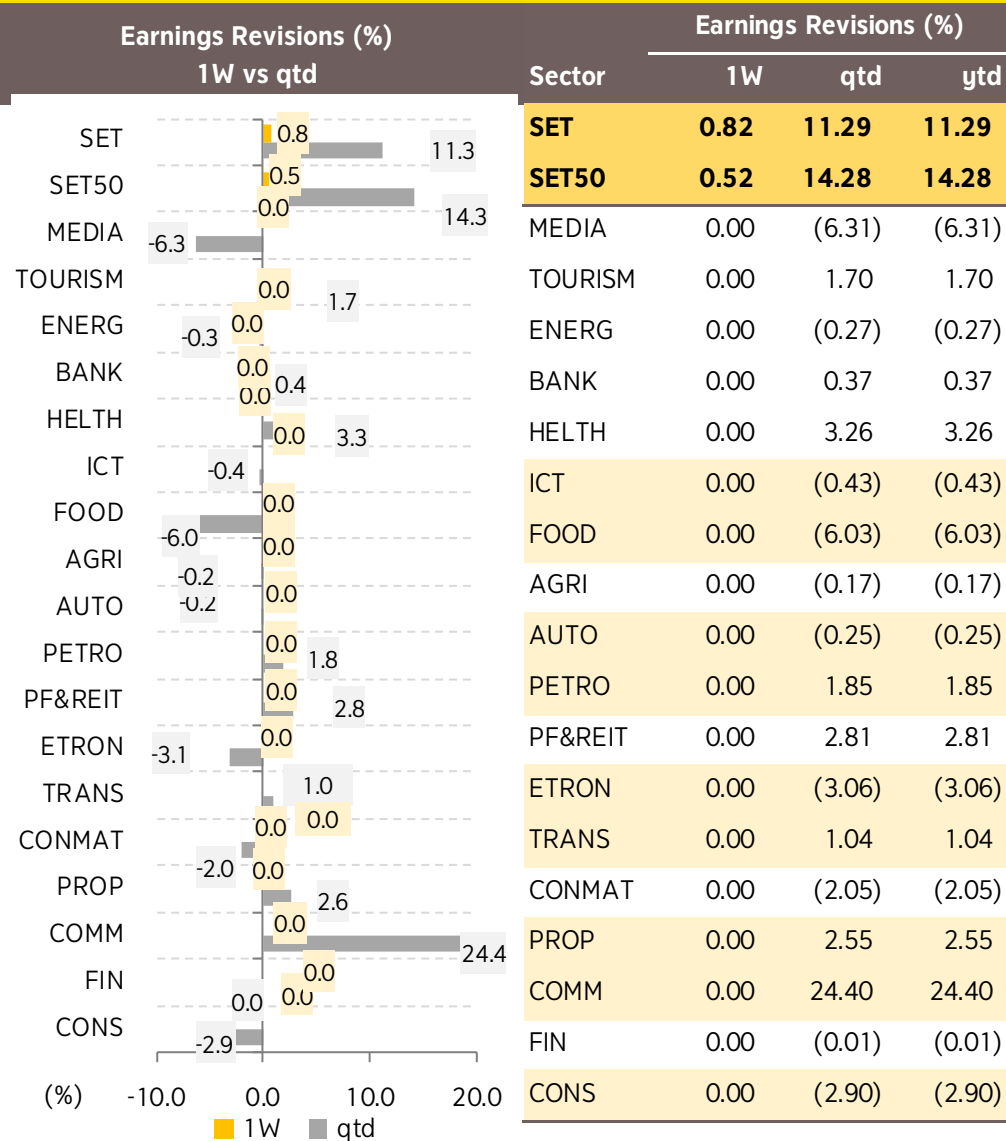 Earnings Revisions (%)
1W vs qtd
SET 0.8 11.3
SET50 0.5 14.3
MEDIA 0.0 -6.3
TOURISM 0.0 1.7
ENERG 0.0 -0.3
BANK 0.0 0.4
HELTH 0.0 0.0 3.3
ICT -0.4
FOOD 0.0 -6.0
AGRI 0.0 -0.2
AUTO 0.0 -0.2
PETRO 0.0 1.8
PF&REIT 0.0 2.8
ETRON 0.0 -3.1
TRANS 1.0 0.0
CONMAT 0.0 -2.0
PROP 0.0 2.6
COMM 0.0 24.4
FIN 0.0 0.0 0.0
CONS -2.9
(%) -10.0 0.0 10.0 20.0
1W qtd
Earnings Revisions (%)
Sector 1W qtd ytd
SET 0.82 11.29 11.29
SET50 0.52 14.28 14.28
MEDIA 0.00 (6.31) (6.31)
TOURISM 0.00 1.70 1.70
ENERG 0.00 (0.27) (0.27)
BANK 0.00 0.37 0.37
HELTH 0.00 3.26 3.26
ICT 0.00 (0.43) (0.43)
FOOD 0.00 (6.03) (6.03)
AGRI 0.00 (0.17) (0.17)
AUTO 0.00 (0.25) (0.25)
PETRO 0.00 1.85 1.85
PF&REIT 0.00 2.81 2.81
ETRON 0.00 (3.06) (3.06)
TRANS 0.00 1.04 1.04
CONMAT 0.00 (2.05) (2.05)
PROP 0.00 2.55 2.55
COMM 0.00 24.40 24.40
FIN 0.00 (0.01) (0.01)
CONS 0.00 (2.90) (2.90)